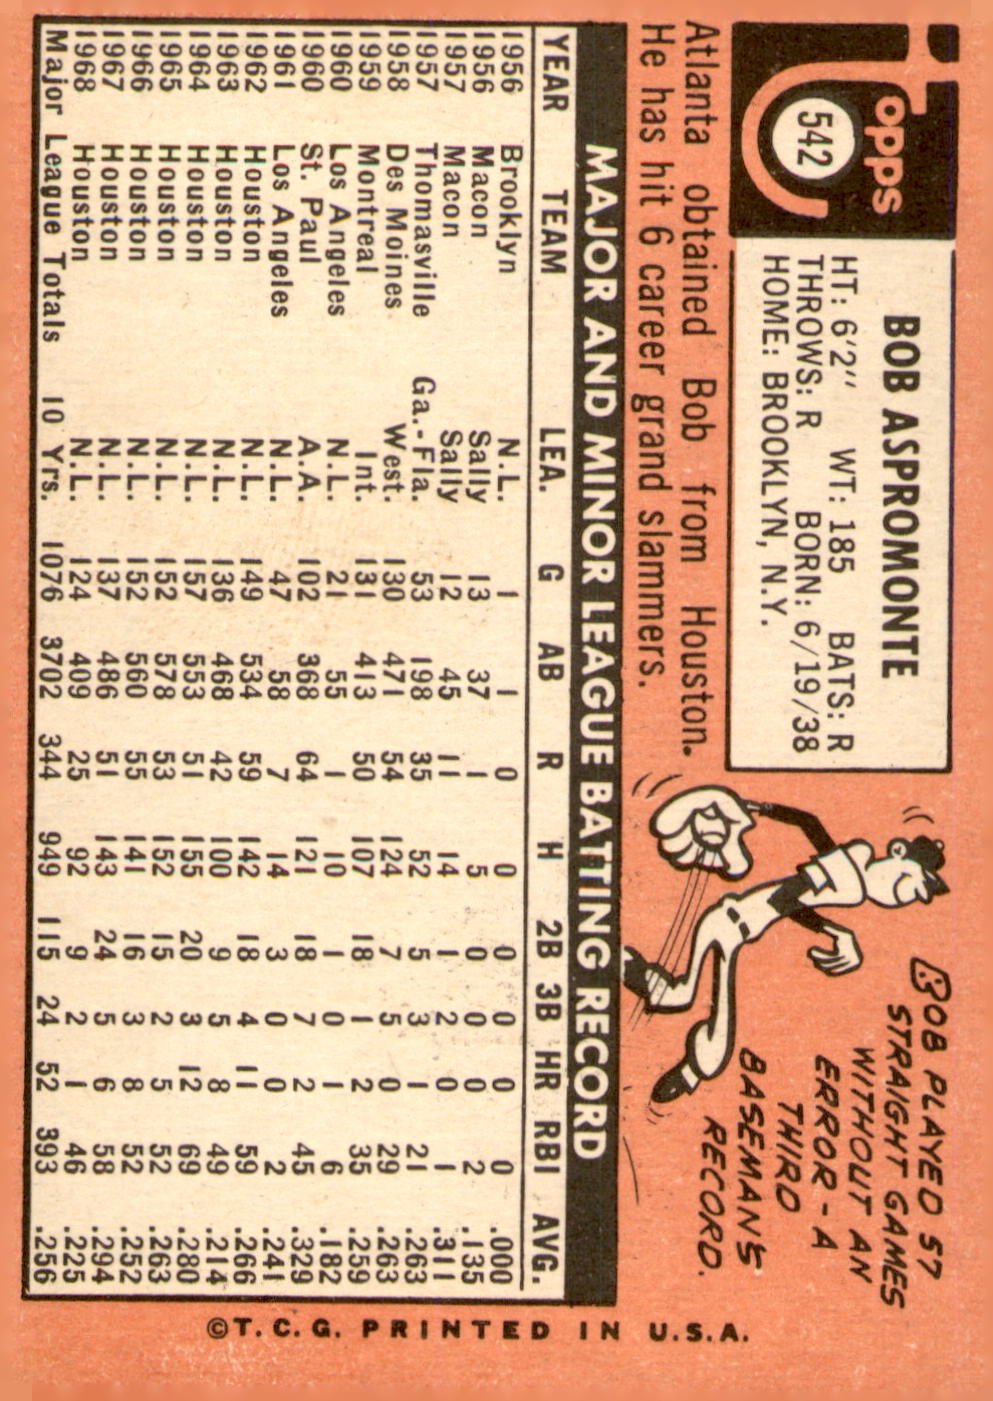 Topps
542
BOB ASPROMONTE
HT: 6'2" WT: 185 BATS: R
THROWS: R BORN: 6/19/38
HOME: BROOKLYN, N.Y.
Atlanta obtained Bob from Houston.
He has hit 6 career grand slammers.
BOB PLAYED 57
STRAIGHT GAMES
WITHOUT AN
ERROR - A
THIRD
BASEMAN'S
RECORD.
MAJOR AND MINOR LEAGUE BATTING RECORD
YEAR TEAM LEA. G AB R H 2B 3B HR RBI AVG.
1956 Brooklyn N.L. 1 1 0 0 0 0 0 0 .000
1956 Macon Sally 13 37 1 5 0 0 0 2 .135
1957 Macon Sally 12 45 11 14 1 2 0 1 .311
1957 Thomasville Ga.-Fla. 53 198 35 52 5 3 1 21 .263
1958 Des Moines West. 130 471 54 124 7 5 0 29 .263
1959 Montreal Int. 131 413 50 107 18 1 2 35 .259
1960 Los Angeles N.L. 21 55 1 10 1 0 1 6 .182
1960 St. Paul A.A. 102 368 64 121 18 7 2 45 .329
1961 Los Angeles N.L. 47 58 7 14 3 0 0 2 .241
1962 Houston N.L. 149 534 59 142 18 4 11 59 .266
1963 Houston N.L. 136 468 42 100 9 5 8 49 .214
1964 Houston N.L. 157 553 51 155 20 3 12 69 .280
1965 Houston N.L. 152 578 53 152 15 2 5 52 .263
1966 Houston N.L. 152 560 55 141 16 3 8 52 .252
1967 Houston N.L. 137 486 51 143 24 5 6 58 .294
1968 Houston N.L. 124 409 25 92 9 2 1 46 .225
Major League Totals 10 Yrs. 1076 3702 344 949 115 24 52 393 .256
©T.C.G. PRINTED IN U.S.A.